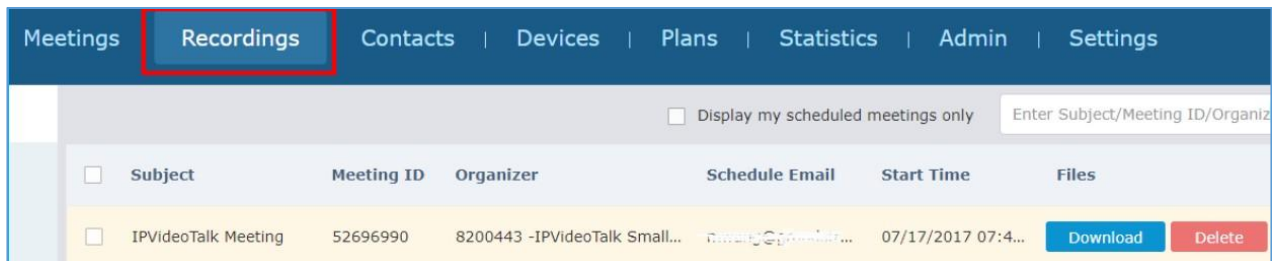 Meetings Recordings Contacts | Devices | Plans | Statistics | Admin | Settings
Display my scheduled meetings only Enter Subject/Meeting ID/Organiz
Subject Meeting ID Organizer Schedule Email Start Time Files
IPVideoTalk Meeting 52696990 8200443 -IPVideoTalk Small... 07/17/2017 07:4... Download Delete